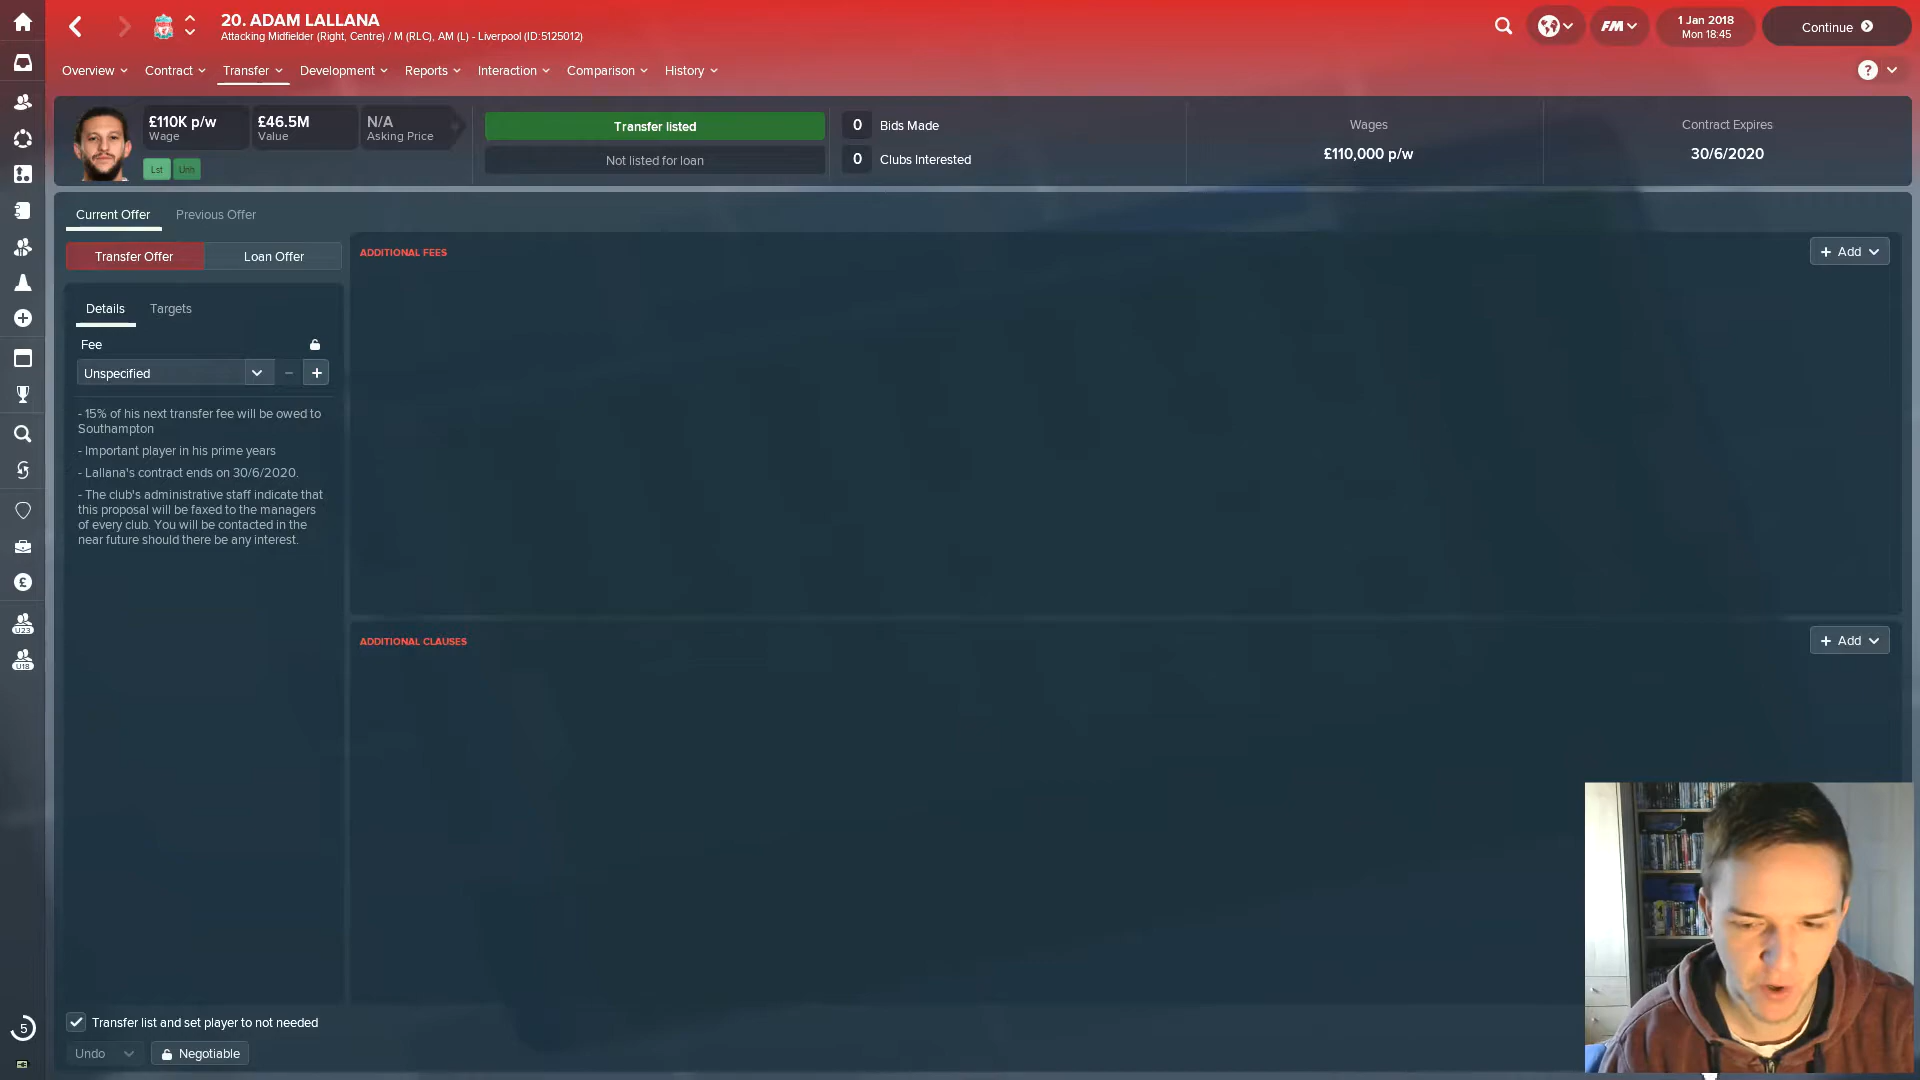 20. ADAM LALLANA
Attacking Midfielder (Right, Centre) / M (RLC), AM (L) - Liverpool (ID:5125012)
FM
1 Jan 2018
Mon 18:45
Continue
Overview
Contract
Transfer
Development
Reports
Interaction
Comparison
History
?
£110K p/w
Wage
£46.5M
Value
N/A
Asking Price
Lst
Unh
Transfer listed
Not listed for loan
0 Bids Made
0 Clubs Interested
Wages
£110,000 p/w
Contract Expires
30/6/2020
Current Offer
Previous Offer
Transfer Offer
Loan Offer
Details
Targets
Fee
Unspecified
- 15% of his next transfer fee will be owed to
Southampton
- Important player in his prime years
- Lallana's contract ends on 30/6/2020.
- The club's administrative staff indicate that
this proposal will be faxed to the managers
of every club. You will be contacted in the
near future should there be any interest.
ADDITIONAL FEES
+ Add
ADDITIONAL CLAUSES
+ Add
U23
U18
5
Transfer list and set player to not needed
Undo
Negotiable